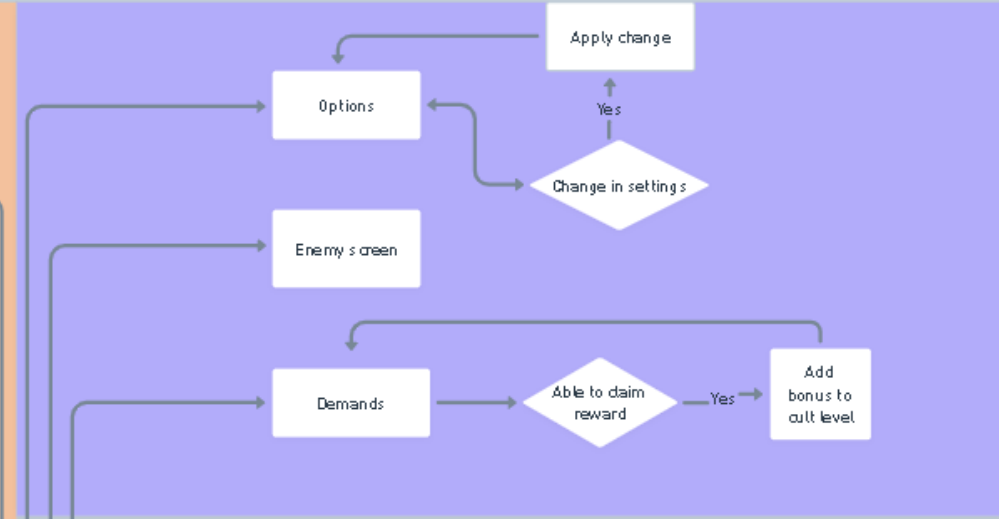 Apply change
Options
Yes
Change in settings
Enemy screen
Demands
Able to claim
reward
Yes
Add
bonus to
cult level